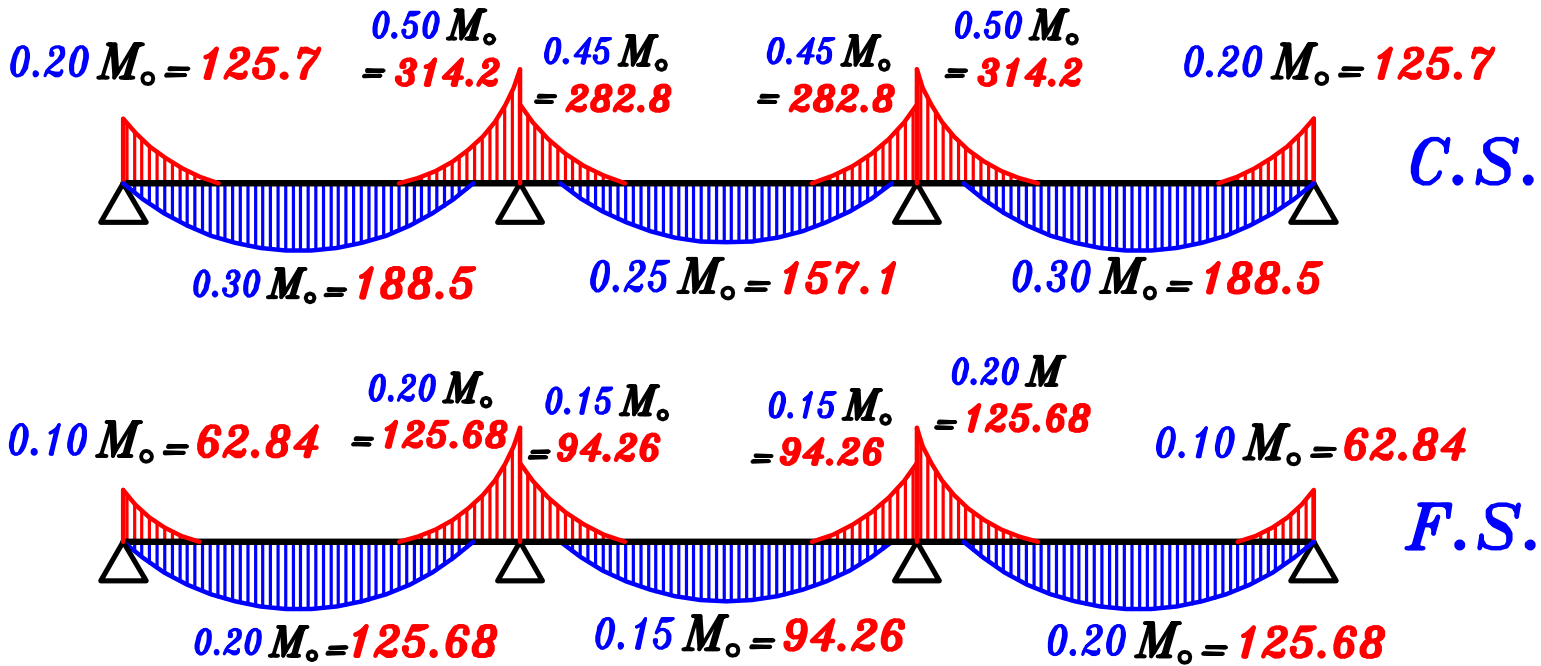 0.20 M₀ = 125.7
0.50 M₀
= 314.2
0.45 M₀
= 282.8
0.45 M₀
= 282.8
0.50 M₀
= 314.2
0.20 M₀ = 125.7
C.S.
0.30 M₀ = 188.5
0.25 M₀ = 157.1
0.30 M₀ = 188.5
0.10 M₀ = 62.84
0.20 M₀
= 125.68
0.15 M₀
= 94.26
0.15 M₀
= 94.26
0.20 M
= 125.68
0.10 M₀ = 62.84
F.S.
0.20 M₀ = 125.68
0.15 M₀ = 94.26
0.20 M₀ = 125.68